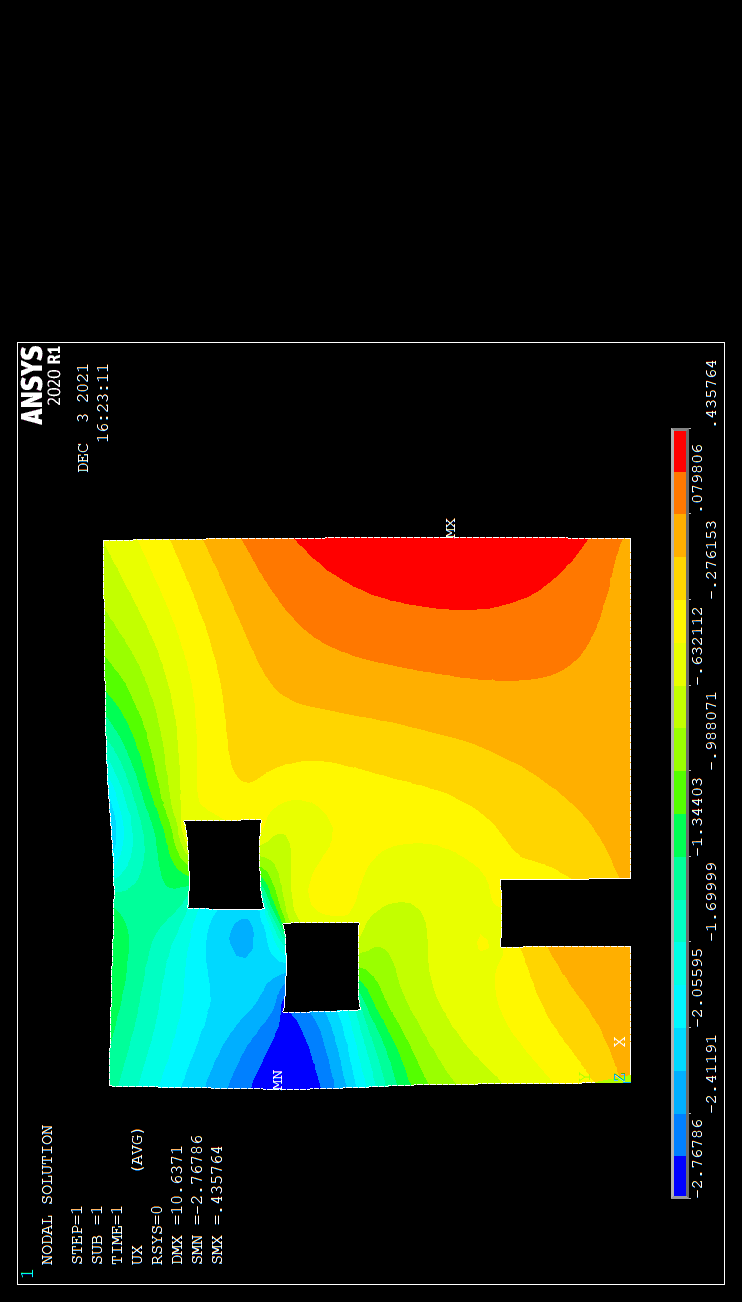 1
NODAL SOLUTION
STEP=1
SUB =1
TIME=1
UX (AVG)
RSYS=0
DMX =10.6371
SMN =-2.76786
SMX =.435764
ANSYS
2020 R1
DEC 3 2021
16:23:11
MN
MX
Y
Z X
-2.76786
-2.41191
-2.05595
-1.69999
-1.34403
-.988071
-.632112
-.276153
.079806
.435764